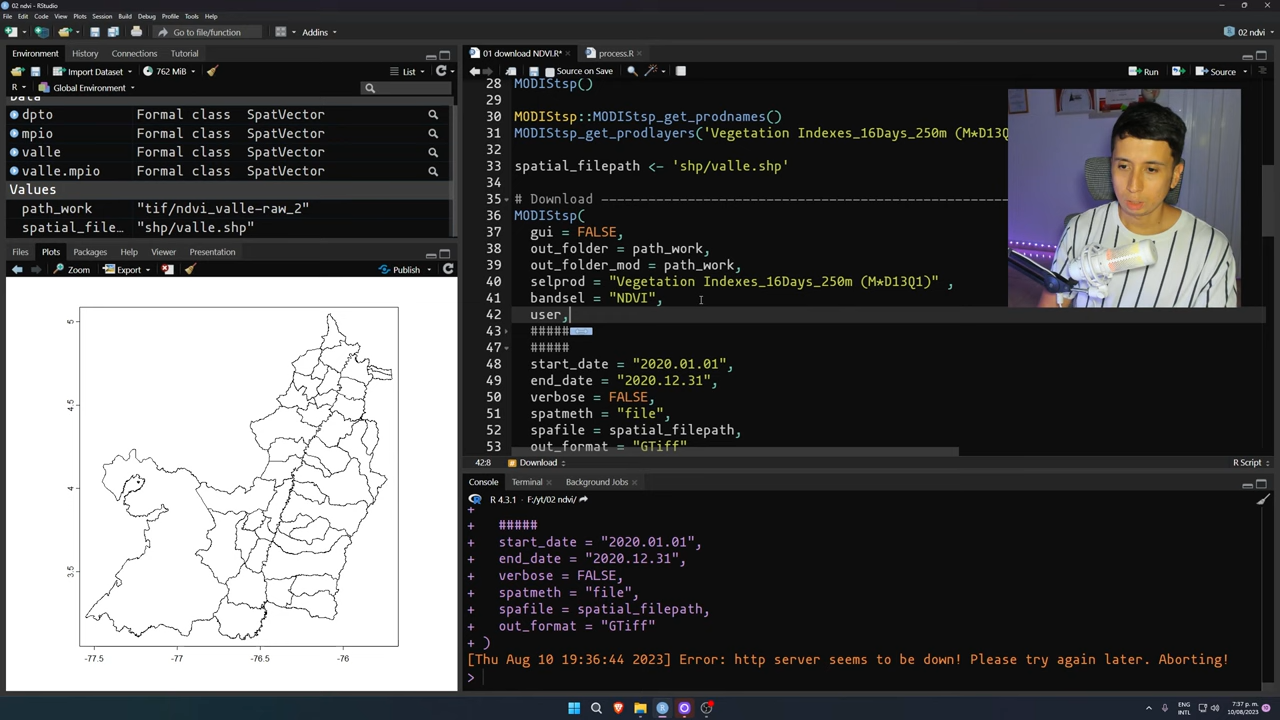 02 ndvi - RStudio
File Edit Code View Plots Session Build Debug Profile Tools Help
Go to file/function
Addins
02 ndvi
Environment History Connections Tutorial
Import Dataset
762 MiB
List
R
Global Environment
Data
dpto Formal class SpatVector
mpio Formal class SpatVector
valle Formal class SpatVector
valle.mpio Formal class SpatVector
Values
path_work "tif/ndvi_valle-raw_2"
spatial_file… "shp/valle.shp"
Files Plots Packages Help Viewer Presentation
Zoom Export Publish
5
4.5
4
3.5
-77.5 -77 -76.5 -76
01 download NDVI.R* process.R
Source on Save Run Source
28 MODIStsp()
29
30 MODIStsp::MODIStsp_get_prodnames()
31 MODIStsp_get_prodlayers('Vegetation Indexes_16Days_250m (M*D13Q
32
33 spatial_filepath <- 'shp/valle.shp'
34
35 # Download ----------------------------------------------------
36 MODIStsp(
37 gui = FALSE,
38 out_folder = path_work,
39 out_folder_mod = path_work,
40 selprod = "Vegetation Indexes_16Days_250m (M*D13Q1)" ,
41 bandsel = "NDVI",
42 user,
43 #####
47 #####
48 start_date = "2020.01.01",
49 end_date = "2020.12.31",
50 verbose = FALSE,
51 spatmeth = "file",
52 spafile = spatial_filepath,
53 out_format = "GTiff"
42:8 Download R Script
Console Terminal Background Jobs
R 4.3.1 · F:/yt/02 ndvi/
+
+ #####
+ start_date = "2020.01.01",
+ end_date = "2020.12.31",
+ verbose = FALSE,
+ spatmeth = "file",
+ spafile = spatial_filepath,
+ out_format = "GTiff"
+ )
[Thu Aug 10 19:36:44 2023] Error: http server seems to be down! Please try again later. Aborting!
>
ENG
INTL
7:37 p. m.
10/08/2023